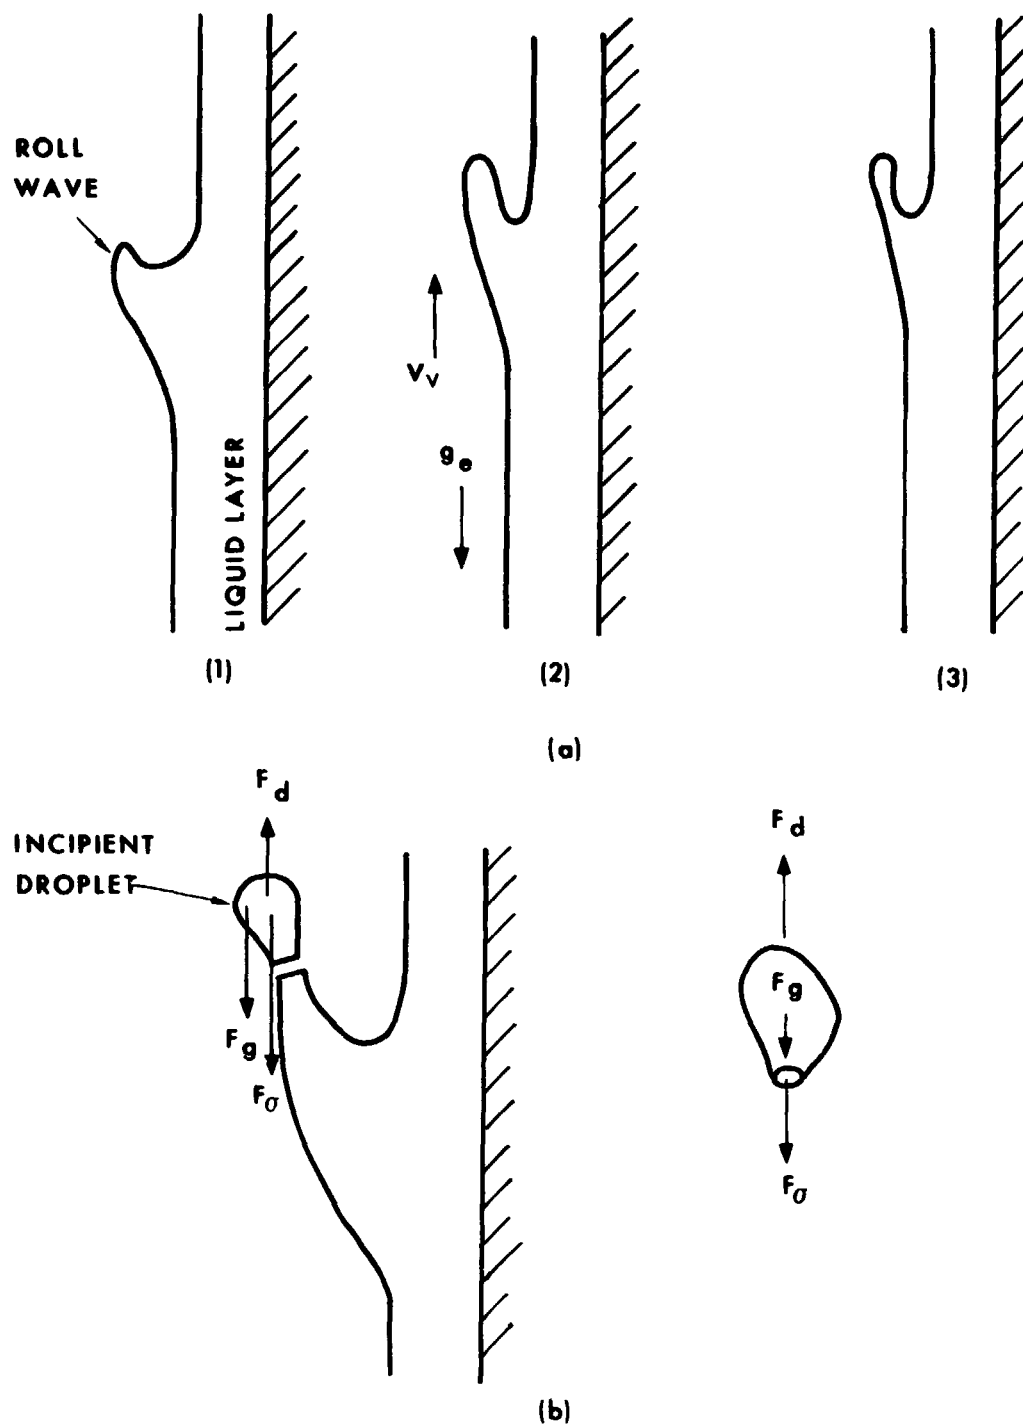 ROLL
WAVE
V_v
g_e
LIQUID LAYER
(1)
(2)
(3)
(a)
F_d
INCIPIENT
DROPLET
F_g
F_σ
F_d
F_g
F_σ
(b)